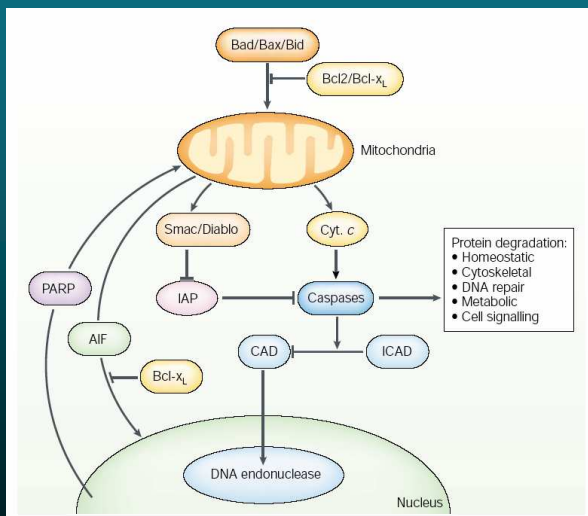 Bad/Bax/Bid
Bcl2/Bcl-xL
Mitochondria
Smac/Diablo
Cyt. c
Protein degradation:
• Homeostatic
• Cytoskeletal
• DNA repair
• Metabolic
• Cell signalling
PARP
IAP
Caspases
AIF
CAD
ICAD
Bcl-xL
DNA endonuclease
Nucleus